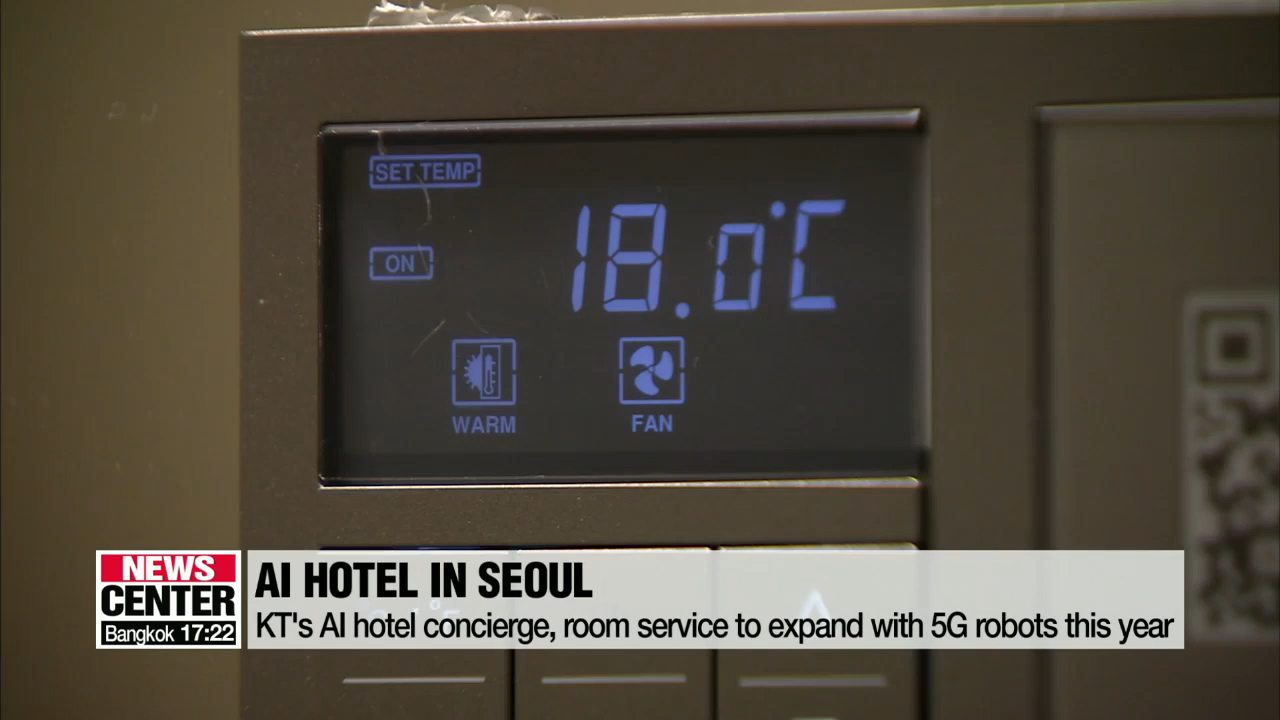 SET TEMP
18.0°C
ON
WARM
FAN
NEWS
CENTER
Bangkok 17:22
AI HOTEL IN SEOUL
KT's AI hotel concierge, room service to expand with 5G robots this year